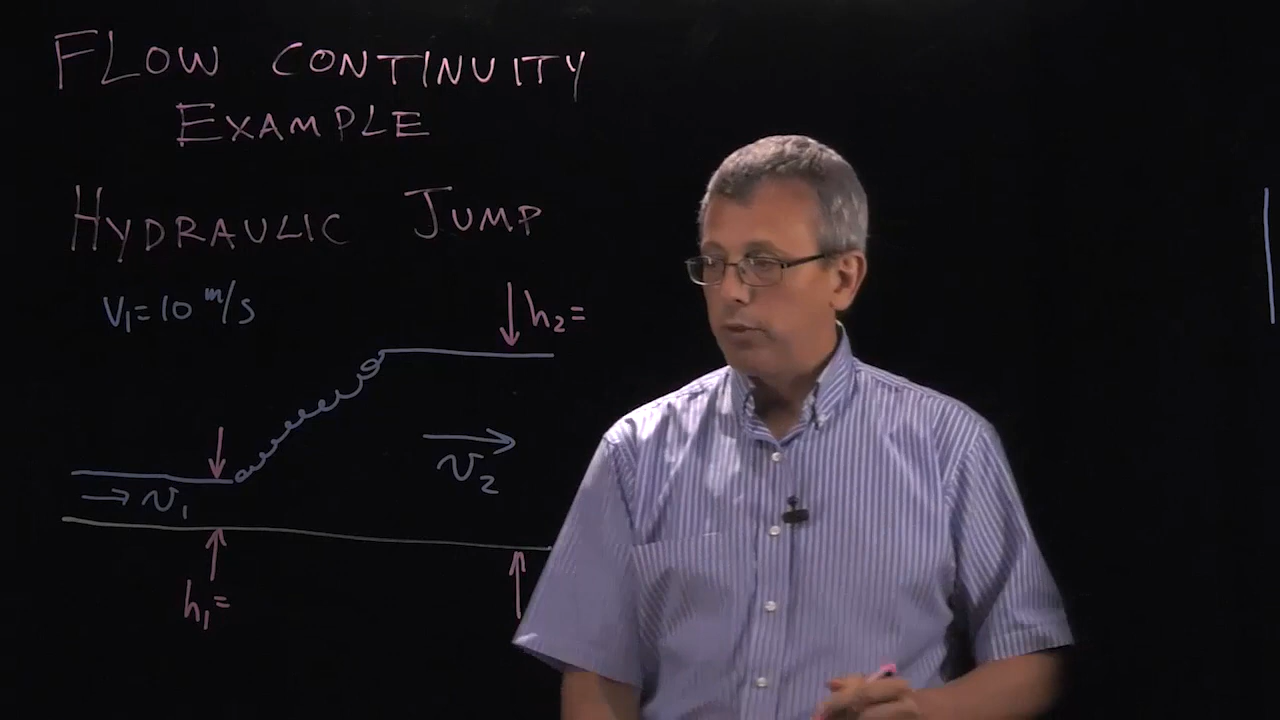 FLOW CONTINUITY
EXAMPLE
HYDRAULIC JUMP
V₁=10 m/s
h₂=
v₂
v₁
h₁=